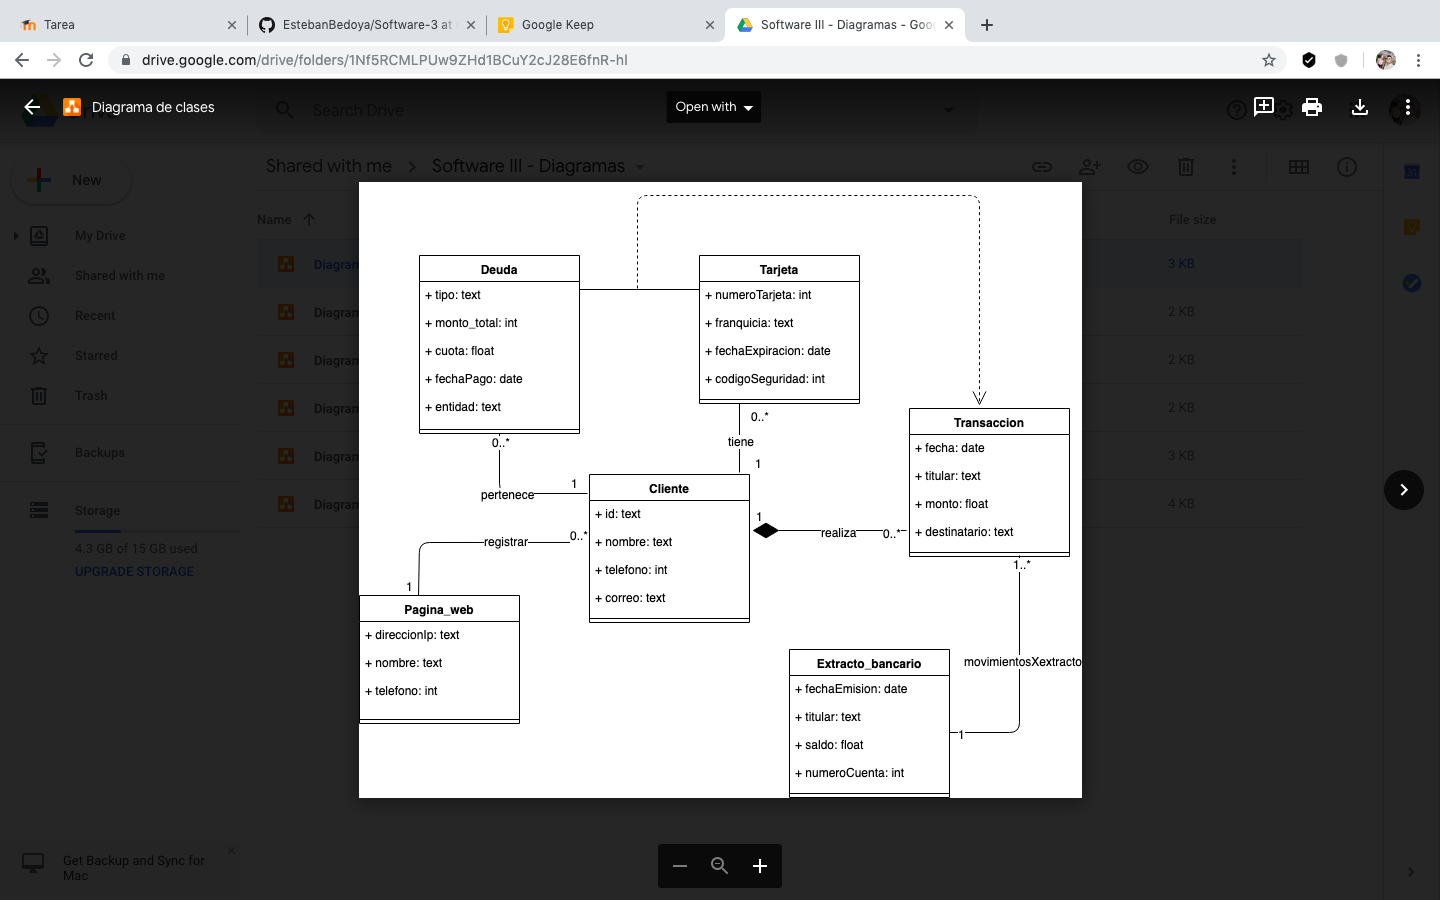 Tarea
EstebanBedoya/Software-3 at
Google Keep
Software III - Diagramas - Goo
drive.google.com/drive/folders/1Nf5RCMLPUw9ZHd1BCuY2cJ28E6fnR-hI
Diagrama de clases
Search Drive
Open with
New
Shared with me > Software III - Diagramas
Name
File size
My Drive
Shared with me
Recent
Starred
Trash
Backups
Storage
4.3 GB of 15 GB used
UPGRADE STORAGE
Get Backup and Sync for
Mac
Diagran
3 KB
Diagran
2 KB
Diagran
2 KB
Diagran
2 KB
Diagran
3 KB
Diagran
4 KB
Deuda
+ tipo: text
+ monto_total: int
+ cuota: float
+ fechaPago: date
+ entidad: text
Tarjeta
+ numeroTarjeta: int
+ franquicia: text
+ fechaExpiracion: date
+ codigoSeguridad: int
0..*
tiene
1
0..*
pertenece
1
Transaccion
+ fecha: date
+ titular: text
+ monto: float
+ destinatario: text
Cliente
+ id: text
+ nombre: text
+ telefono: int
+ correo: text
1
realiza
0..*
registrar
0..*
1
Pagina_web
+ direccionIp: text
+ nombre: text
+ telefono: int
1..*
movimientosXextracto
1
Extracto_bancario
+ fechaEmision: date
+ titular: text
+ saldo: float
+ numeroCuenta: int